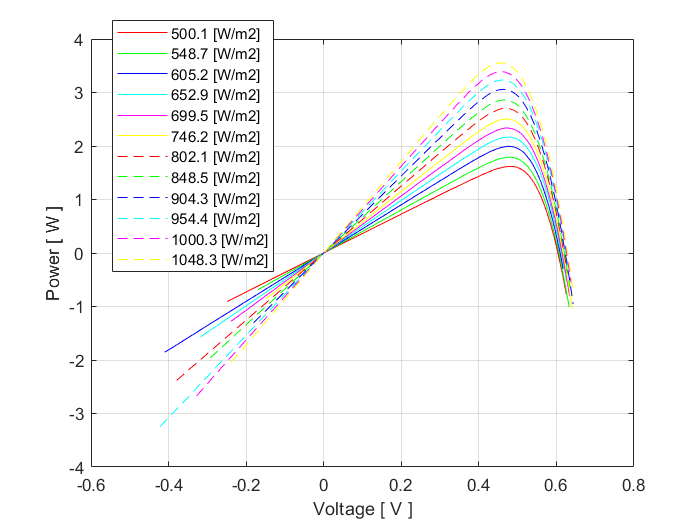 500.1 [W/m2]
548.7 [W/m2]
605.2 [W/m2]
652.9 [W/m2]
699.5 [W/m2]
746.2 [W/m2]
802.1 [W/m2]
848.5 [W/m2]
904.3 [W/m2]
954.4 [W/m2]
1000.3 [W/m2]
1048.3 [W/m2]
4
3
2
1
0
-1
-2
-3
-4
Power [ W ]
-0.6
-0.4
-0.2
0
0.2
0.4
0.6
0.8
Voltage [ V ]